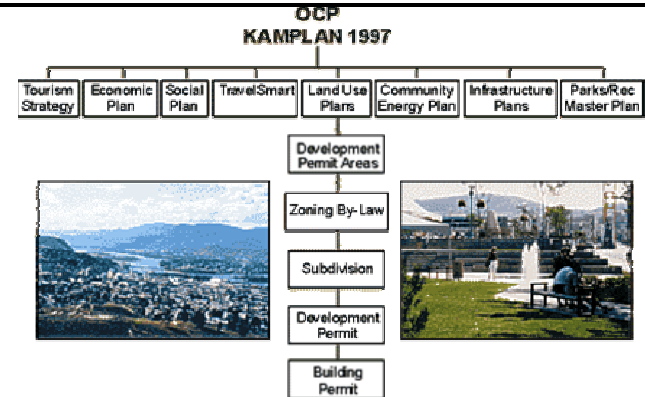 OCP
KAMPLAN 1997
Tourism
Strategy
Economic
Plan
Social
Plan
TravelSmart
Land Use
Plans
Community
Energy Plan
Infrastructure
Plans
Parks/Rec
Master Plan
Development
Permit Areas
Zoning By-Law
Subdivision
Development
Permit
Building
Permit